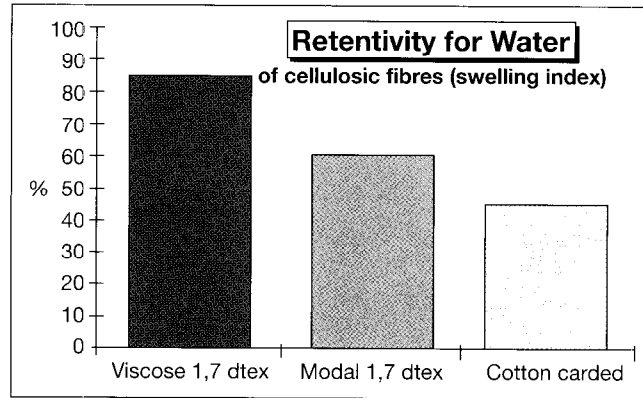 Retentivity for Water
of cellulosic fibres (swelling index)
100
90
80
70
60
50
40
30
20
10
0
%
Viscose 1,7 dtex
Modal 1,7 dtex
Cotton carded